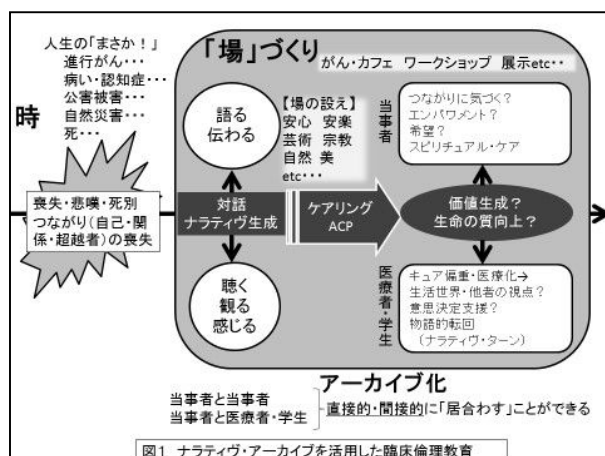 人生の「まさか！」
進行がん・・・
病い・認知症・・・
公害被害・・・
自然災害・・・
死・・・
時
喪失・悲嘆・死別
つながり（自己・関
係・超越者）の喪失
「場」づくり
がん・カフェ　ワークショップ　展示etc・・
語る
伝わる
【場の設え】
安心　安楽
芸術　宗教
自然　美
etc・・・
対話
ナラティヴ生成
聴く
観る
感じる
ケアリング
ACP
当事者
つながりに気づく？
エンパワメント？
希望？
スピリチュアル・ケア
価値生成？
生命の質向上？
医療者・学生
キュア偏重・医療化→
生活世界・他者の視点？
意思決定支援？
物語的転回
（ナラティヴ・ターン）
アーカイブ化
当事者と当事者
当事者と医療者・学生
直接的・間接的に「居合わす」ことができる
図1　ナラティヴ・アーカイブを活用した臨床倫理教育